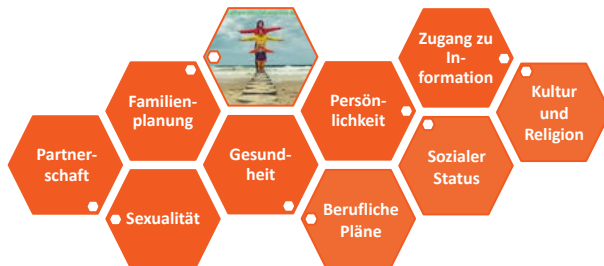 Partner-
schaft
Familien-
planung
Sexualität
Gesund-
heit
Persön-
lichkeit
Berufliche
Pläne
Zugang zu
In-
formation
Sozialer
Status
Kultur
und
Religion